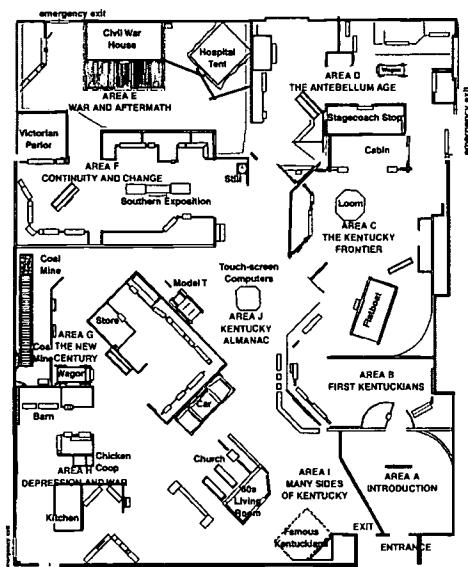 emergency exit
Civil War
House
Hospital
Tent
AREA D
THE ANTEBELLUM AGE
Wagon
AREA E
WAR AND AFTERMATH
Stagecoach Stop
emergency exit
Victorian
Parlor
Cabin
AREA F
CONTINUITY AND CHANGE
Still
Southern Exposition
Loom
AREA C
THE KENTUCKY
FRONTIER
Coal
Mine
Model T
Touch-screen
Computers
Flatboat
Store
AREA J
KENTUCKY
ALMANAC
AREA G
THE NEW
CENTURY
Coal
Mine
Wagon
AREA B
FIRST KENTUCKIANS
Car
Barn
Chicken
Coop
Church
AREA H
DEPRESSION AND WAR
AREA I
MANY SIDES
OF KENTUCKY
AREA A
INTRODUCTION
'60s
Living
Room
Kitchen
Famous
Kentuckians
EXIT
ENTRANCE
emergency exit